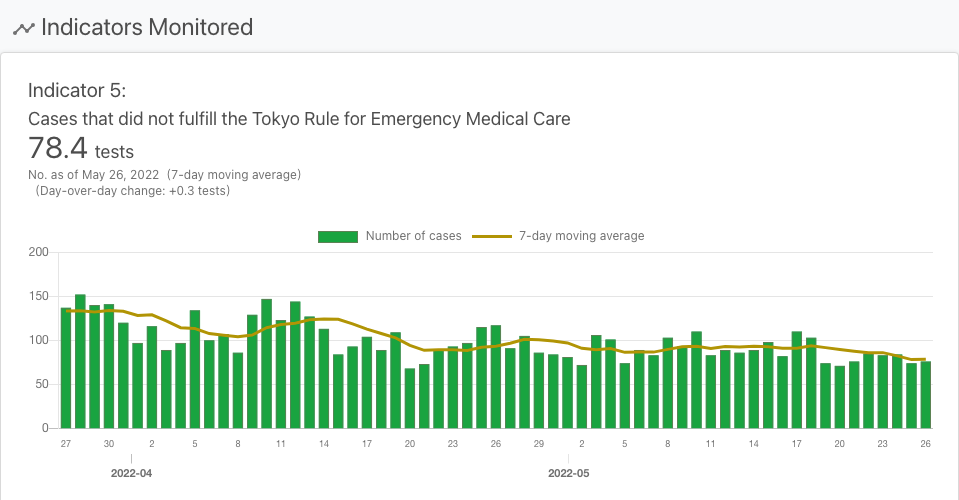 Indicators Monitored
Indicator 5:
Cases that did not fulfill the Tokyo Rule for Emergency Medical Care
78.4 tests
No. as of May 26, 2022 (7-day moving average)
(Day-over-day change: +0.3 tests)
Number of cases 7-day moving average
200
150
100
50
0
27 30 2 5 8 11 14 17 20 23 26 29 2 5 8 11 14 17 20 23 26
2022-04 2022-05